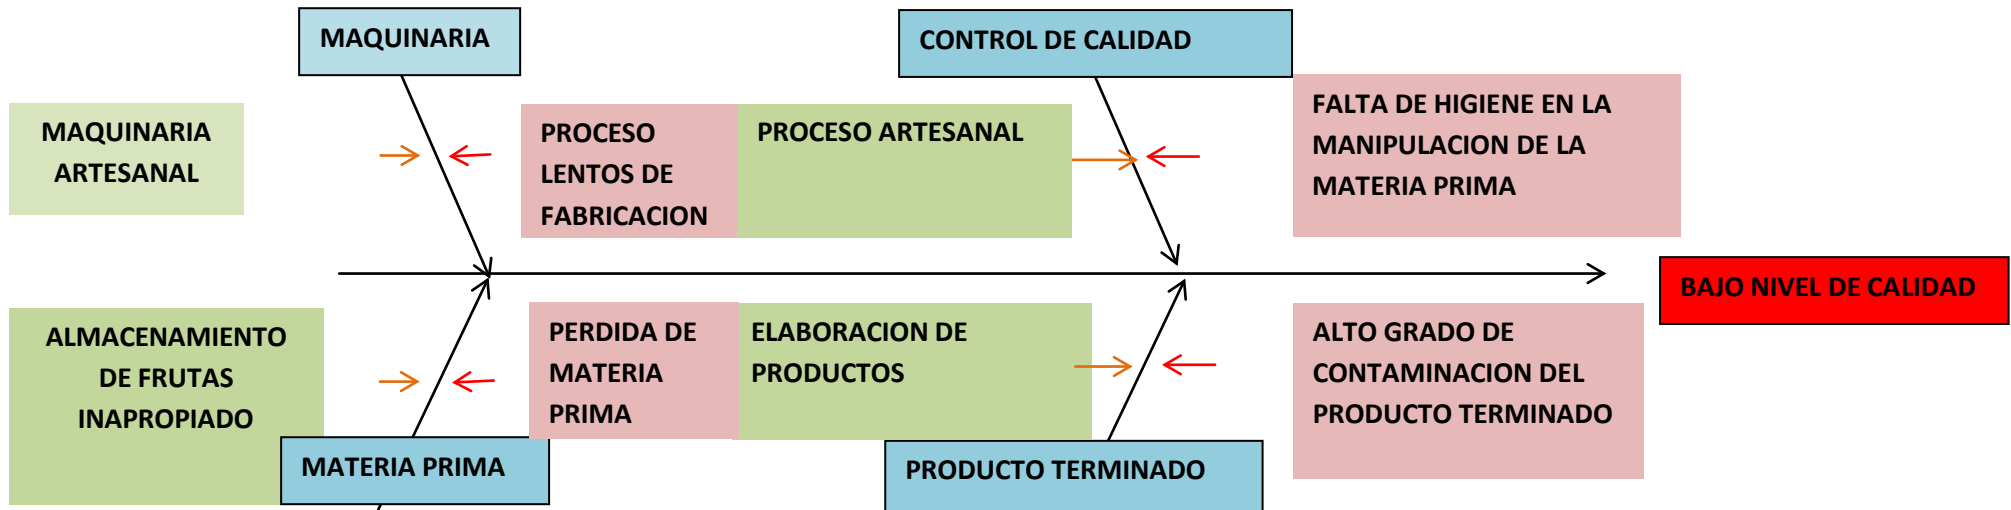 MAQUINARIA
CONTROL DE CALIDAD
MAQUINARIA
ARTESANAL
PROCESO
LENTOS DE
FABRICACION
PROCESO ARTESANAL
FALTA DE HIGIENE EN LA
MANIPULACION DE LA
MATERIA PRIMA
BAJO NIVEL DE CALIDAD
ALMACENAMIENTO
DE FRUTAS
INAPROPIADO
PERDIDA DE
MATERIA
PRIMA
ELABORACION DE
PRODUCTOS
ALTO GRADO DE
CONTAMINACION DEL
PRODUCTO TERMINADO
MATERIA PRIMA
PRODUCTO TERMINADO